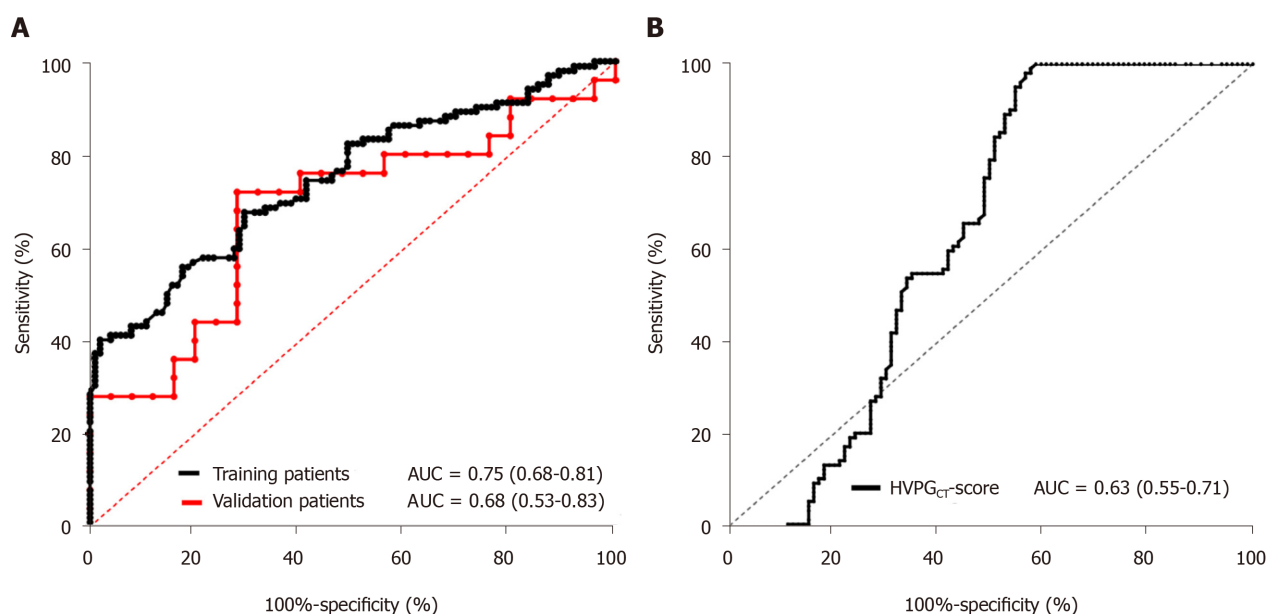 A
100
80
60
40
20
0
Sensitivity (%)
Training patients AUC = 0.75 (0.68-0.81)
Validation patients AUC = 0.68 (0.53-0.83)
0 20 40 60 80 100
100%-specificity (%)
B
100
80
60
40
20
0
Sensitivity (%)
HVPGCT-score AUC = 0.63 (0.55-0.71)
0 20 40 60 80 100
100%-specificity (%)